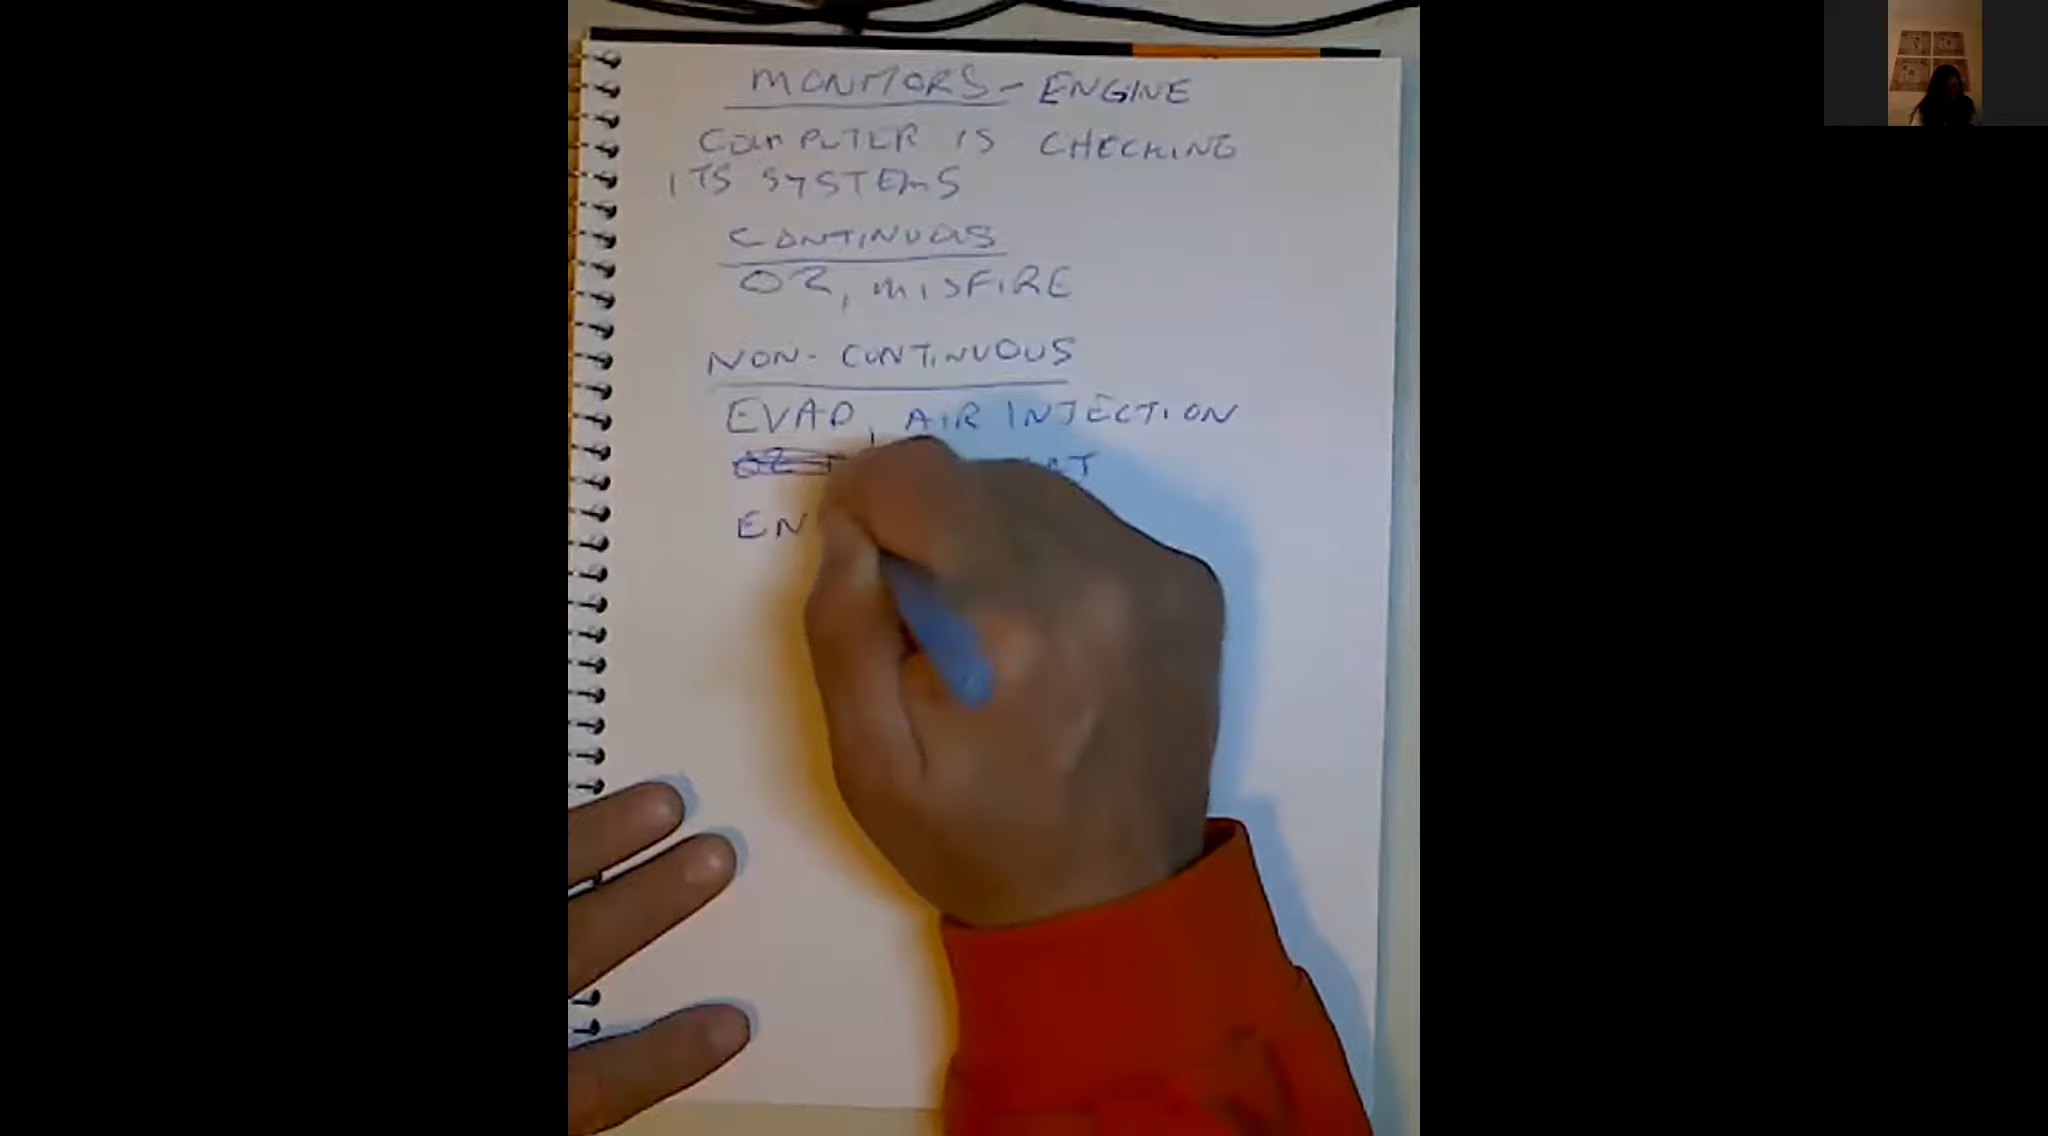 MONITORS - ENGINE
COMPUTER IS CHECKING
ITS SYSTEMS
CONTINUOUS
O2, MISFIRE
NON-CONTINUOUS
EVAP, AIR INJECTION
EN